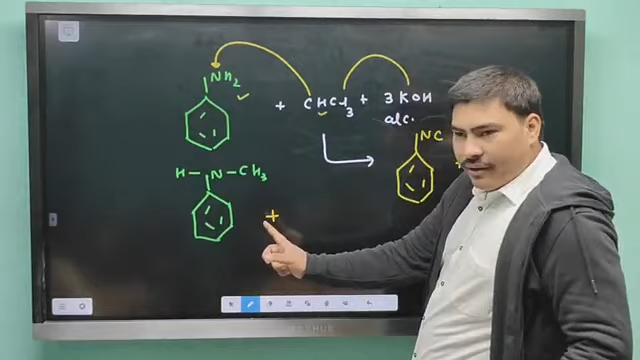 NH2
+ CHCl3 + 3KOH
alc.
NC
H-N-CH3
+